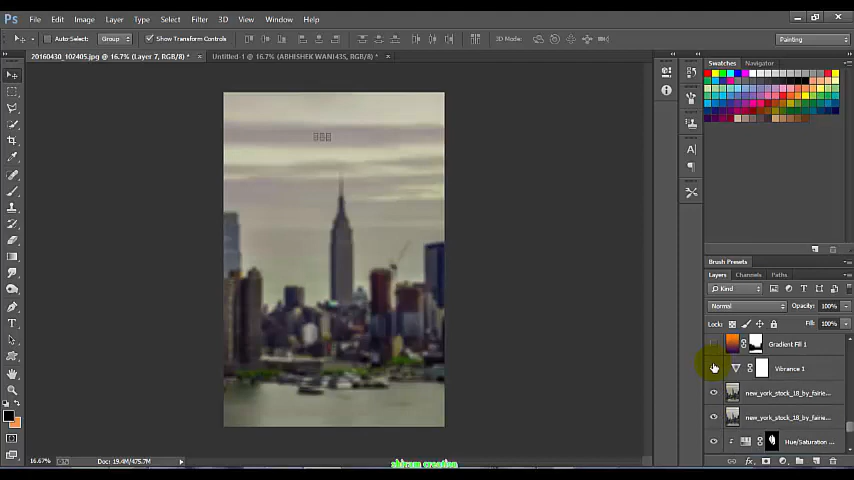 Ps File Edit Image Layer Type Select Filter 3D View Window Help
Auto-Select: Group Show Transform Controls 3D Mode: Painting
20160430_102405.jpg @ 16.7% (Layer 7, RGB/8) * × Untitled-1 @ 16.7% (ABHISHEK WANI43S, RGB/8) * ×
Swatches Navigator
Brush Presets
Layers Channels Paths
Kind
Normal Opacity: 100%
Lock: Fill: 100%
Gradient Fill 1
Vibrance 1
new_york_stock_18_by_fairie...
new_york_stock_18_by_fairie...
Hue/Saturation ...
16.67% Doc: 19.4M/475.7M